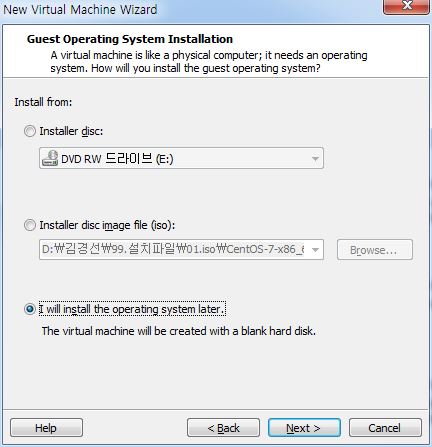 New Virtual Machine Wizard
Guest Operating System Installation
A virtual machine is like a physical computer; it needs an operating
system. How will you install the guest operating system?
Install from:
Installer disc:
DVD RW 드라이브 (E:)
Installer disc image file (iso):
D:₩김경선₩99.설치파일₩01.iso₩CentOS-7-x86_6
Browse...
I will install the operating system later.
The virtual machine will be created with a blank hard disk.
Help
< Back
Next >
Cancel